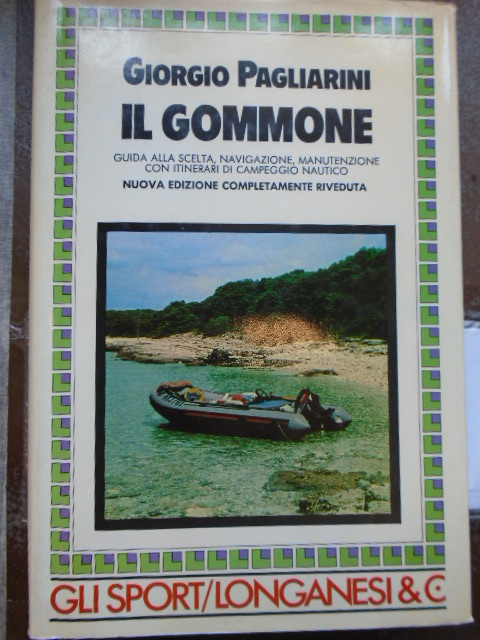 GIORGIO PAGLIARINI
IL GOMMONE
GUIDA ALLA SCELTA, NAVIGAZIONE, MANUTENZIONE
CON ITINERARI DI CAMPEGGIO NAUTICO
NUOVA EDIZIONE COMPLETAMENTE RIVEDUTA
GLI SPORT/LONGANESI & C.